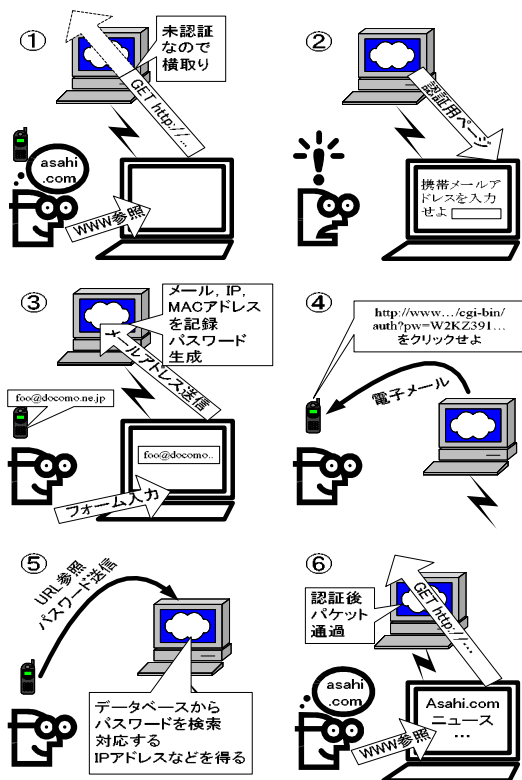 ①
未認証
なので
横取り
GET http://...
asahi
.com
WWW参照
②
認証用ページ
携帯メールア
ドレスを入力
せよ
③
メール，IP，
MACアドレス
を記録
パスワード
生成
メールアドレス送信
foo@docomo.ne.jp
foo@docomo..
フォーム入力
④
http://www…/cgi-bin/
auth?pw=W2KZ391…
をクリックせよ
電子メール
⑤
URL参照
パスワード送信
データベースから
パスワードを検索
対応する
IPアドレスなどを得る
⑥
認証後
パケット
通過
GET http://...
asahi
.com
Asahi.com
ニュース
…
WWW参照